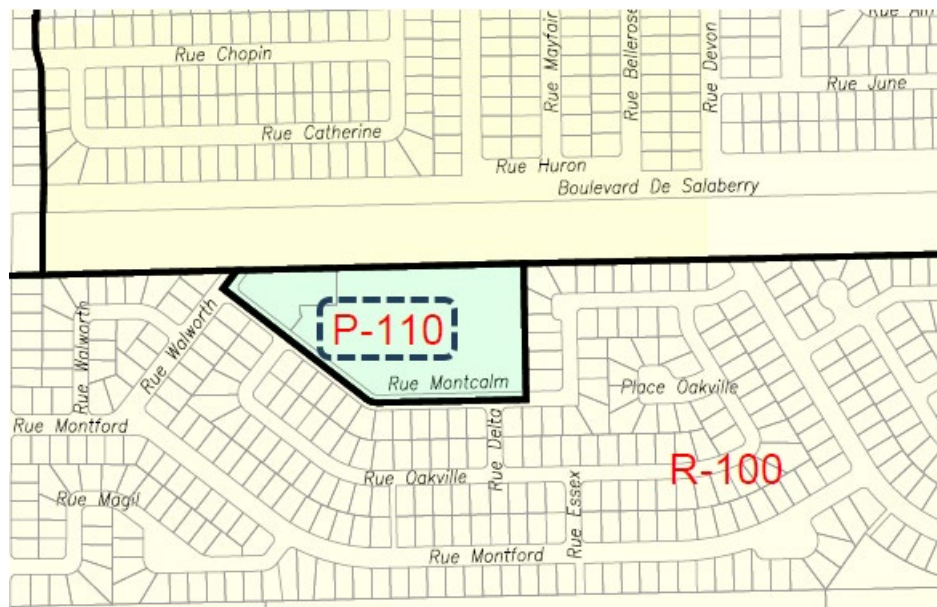 Rue Chopin
Rue Catherine
Rue Mayfair
Rue Bellerose
Rue Devon
Rue June
Rue Huron
Boulevard De Salaberry
Rue Walworth
Rue Walworth
P-110
Rue Montcalm
Place Oakville
Rue Montford
Rue Delta
Rue Oakville
R-100
Rue Magil
Rue Essex
Rue Montford